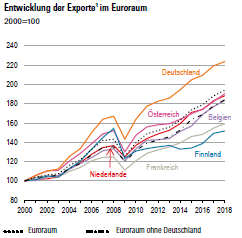 Entwicklung der Exporte¹ im Euroraum
2000=100
240
220
200
180
160
140
120
100
80
Deutschland
Österreich
Belgien
Finnland
Frankreich
Niederlande
2000 2002 2004 2006 2008 2010 2012 2014 2016 2018
Euroraum
Euroraum ohne Deutschland